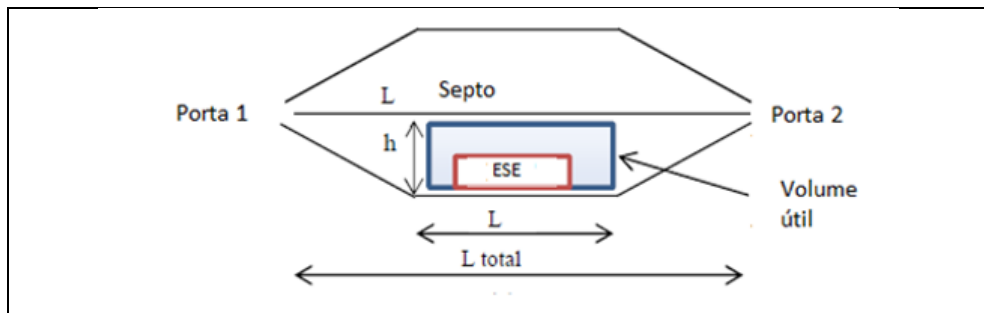 L
Septo
Porta 1
Porta 2
h
ESE
Volume
útil
L
L total